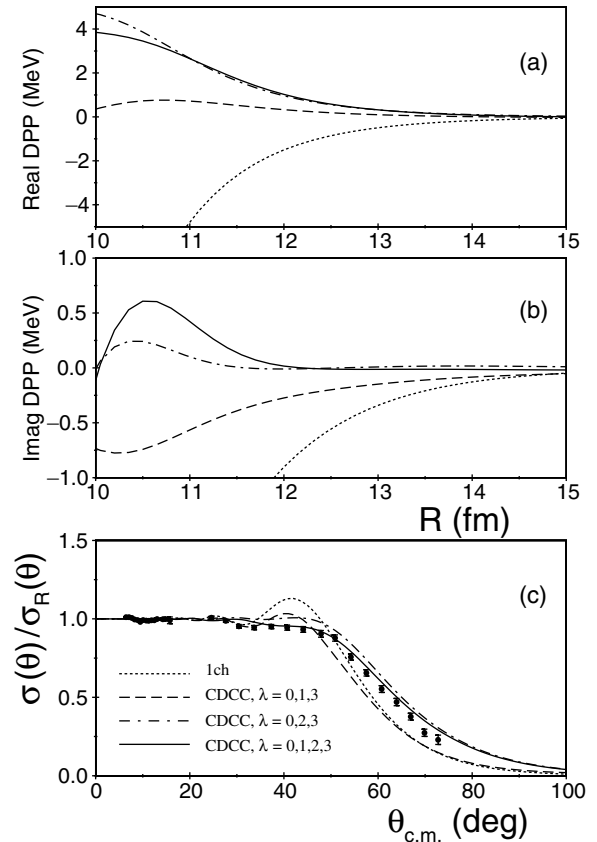 Real DPP (MeV)
4
2
0
−2
−4
(a)
10 11 12 13 14 15
Imag DPP (MeV)
1.0
0.5
0.0
−0.5
−1.0
(b)
10 11 12 13 14 15
R (fm)
σ(θ)/σR(θ)
1.5
1.0
0.5
0.0
(c)
1ch
CDCC, λ = 0,1,3
CDCC, λ = 0,2,3
CDCC, λ = 0,1,2,3
0 20 40 60 80 100
θc.m. (deg)